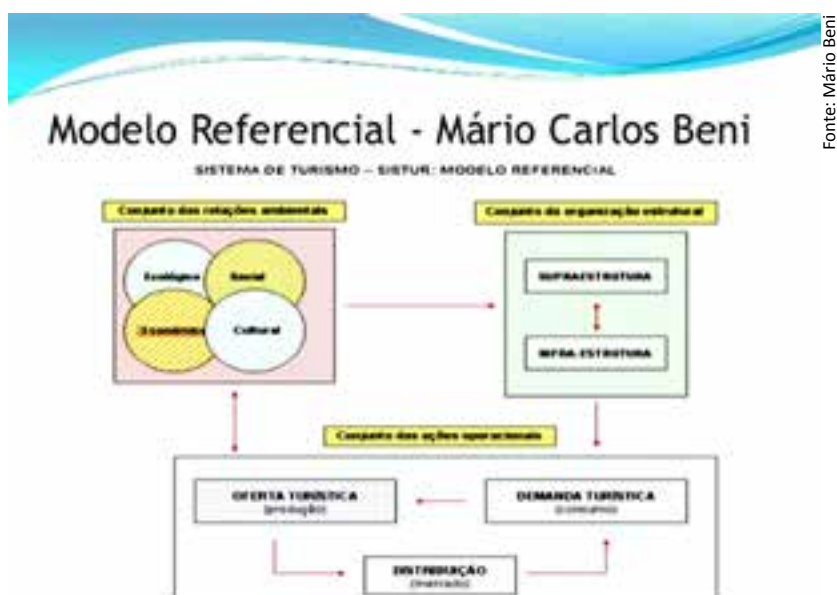 Fonte: Mário Beni
Modelo Referencial - Mário Carlos Beni
SISTEMA DE TURISMO – SISTUR: MODELO REFERENCIAL
Conjunto das relações ambientais
Conjunto da organização estrutural
Ecológico
Social
Econômico
Cultural
SUPRAESTRUTURA
INFRA-ESTRUTURA
Conjunto das ações operacionais
OFERTA TURÍSTICA
(produção)
DEMANDA TURÍSTICA
(consumo)
DISTRIBUIÇÃO
(mercado)